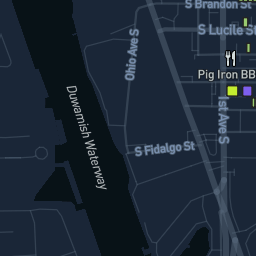 S Brandon St
S Lucile St
Ohio Ave S
Pig Iron BB
1st Ave S
Duwamish Waterway
S Fidalgo St